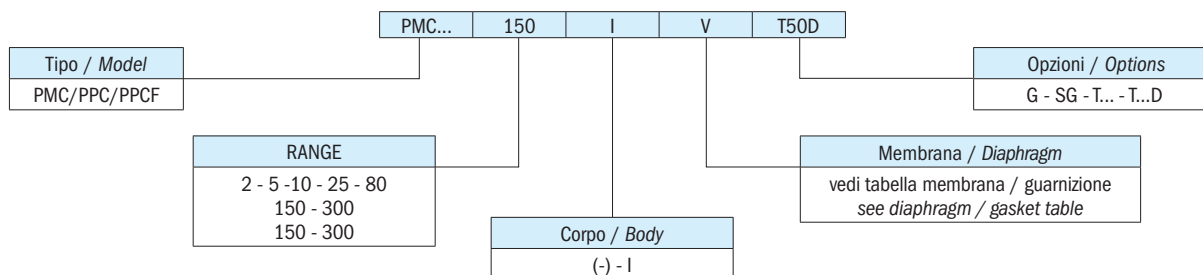 PMC... 150 I V T50D
Tipo / Model
PMC/PPC/PPCF
Opzioni / Options
G - SG - T... - T...D
RANGE
2 - 5 -10 - 25 - 80
150 - 300
150 - 300
Membrana / Diaphragm
vedi tabella membrana / guarnizione
see diaphragm / gasket table
Corpo / Body
(-) - I